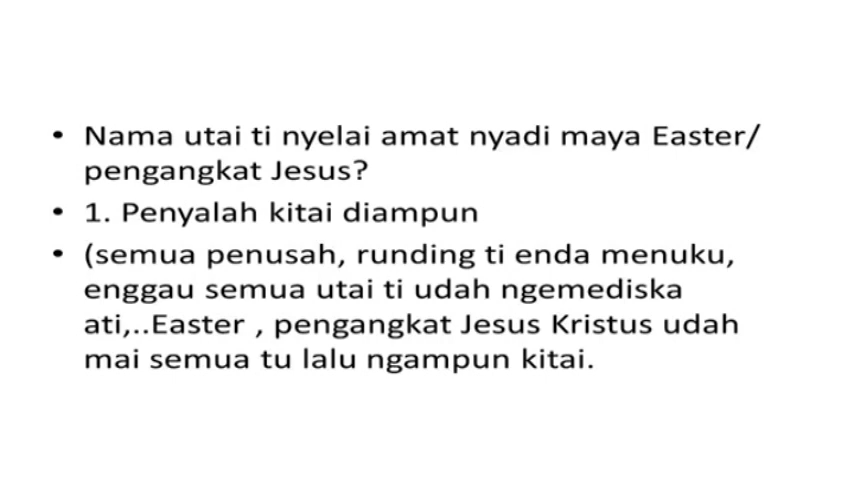 • Nama utai ti nyelai amat nyadi maya Easter/
pengangkat Jesus?
• 1. Penyalah kitai diampun
• (semua penusah, runding ti enda menuku,
enggau semua utai ti udah ngemediska
ati,..Easter , pengangkat Jesus Kristus udah
mai semua tu lalu ngampun kitai.